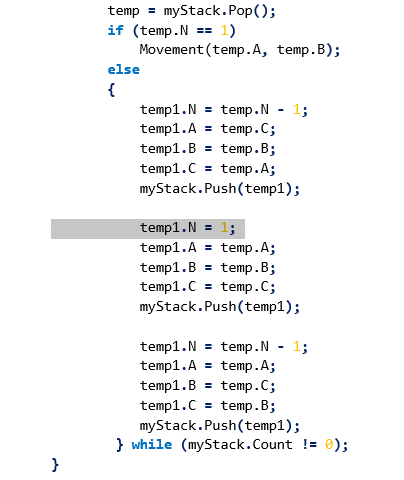 temp = myStack.Pop();
if (temp.N == 1)
Movement(temp.A, temp.B);
else
{
temp1.N = temp.N - 1;
temp1.A = temp.C;
temp1.B = temp.B;
temp1.C = temp.A;
myStack.Push(temp1);
temp1.N = 1;
temp1.A = temp.A;
temp1.B = temp.B;
temp1.C = temp.C;
myStack.Push(temp1);
temp1.N = temp.N - 1;
temp1.A = temp.A;
temp1.B = temp.C;
temp1.C = temp.B;
myStack.Push(temp1);
} while (myStack.Count != 0);
}